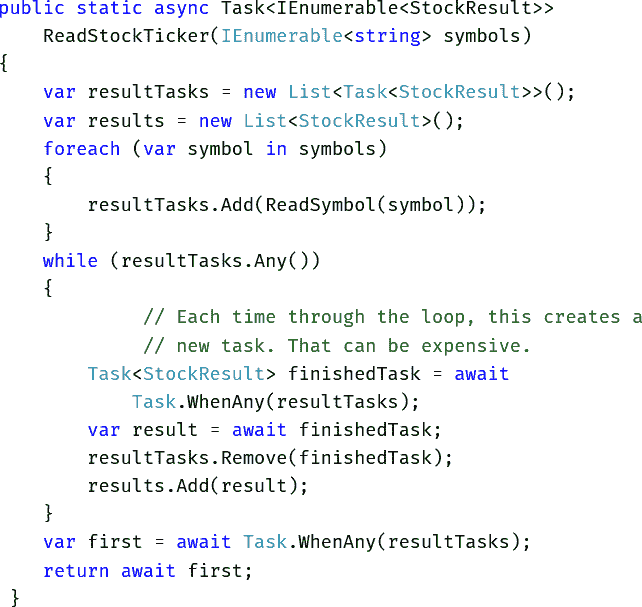 public static async Task<IEnumerable<StockResult>>
    ReadStockTicker(IEnumerable<string> symbols)
{
    var resultTasks = new List<Task<StockResult>>();
    var results = new List<StockResult>();
    foreach (var symbol in symbols)
    {
        resultTasks.Add(ReadSymbol(symbol));
    }
    while (resultTasks.Any())
    {
             // Each time through the loop, this creates a
             // new task. That can be expensive.
        Task<StockResult> finishedTask = await
            Task.WhenAny(resultTasks);
        var result = await finishedTask;
        resultTasks.Remove(finishedTask);
        results.Add(result);
    }
    var first = await Task.WhenAny(resultTasks);
    return await first;
 }